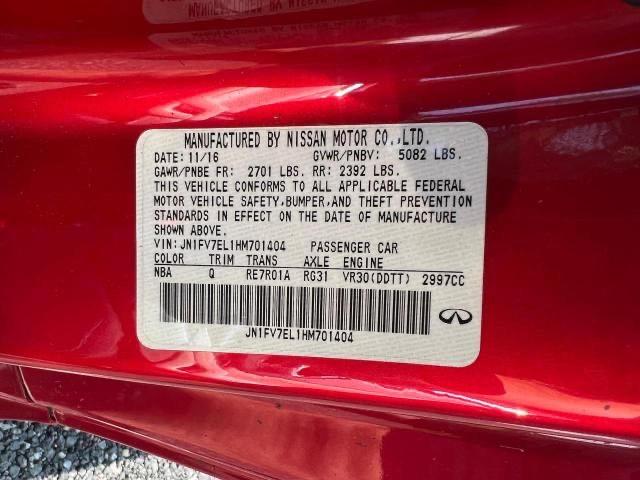 MANUFACTURED BY NISSAN MOTOR CO.,LTD.
DATE: 11/16 GVWR/PNBV: 5082 LBS.
GAWR/PNBE FR: 2701 LBS. RR: 2392 LBS.
THIS VEHICLE CONFORMS TO ALL APPLICABLE FEDERAL
MOTOR VEHICLE SAFETY,BUMPER,AND THEFT PREVENTION
STANDARDS IN EFFECT ON THE DATE OF MANUFACTURE
SHOWN ABOVE.
VIN: JN1FV7EL1HM701404 PASSENGER CAR
COLOR TRIM TRANS AXLE ENGINE
NBA Q RE7R01A RG31 VR30(DDTT) 2997CC
JN1FV7EL1HM701404